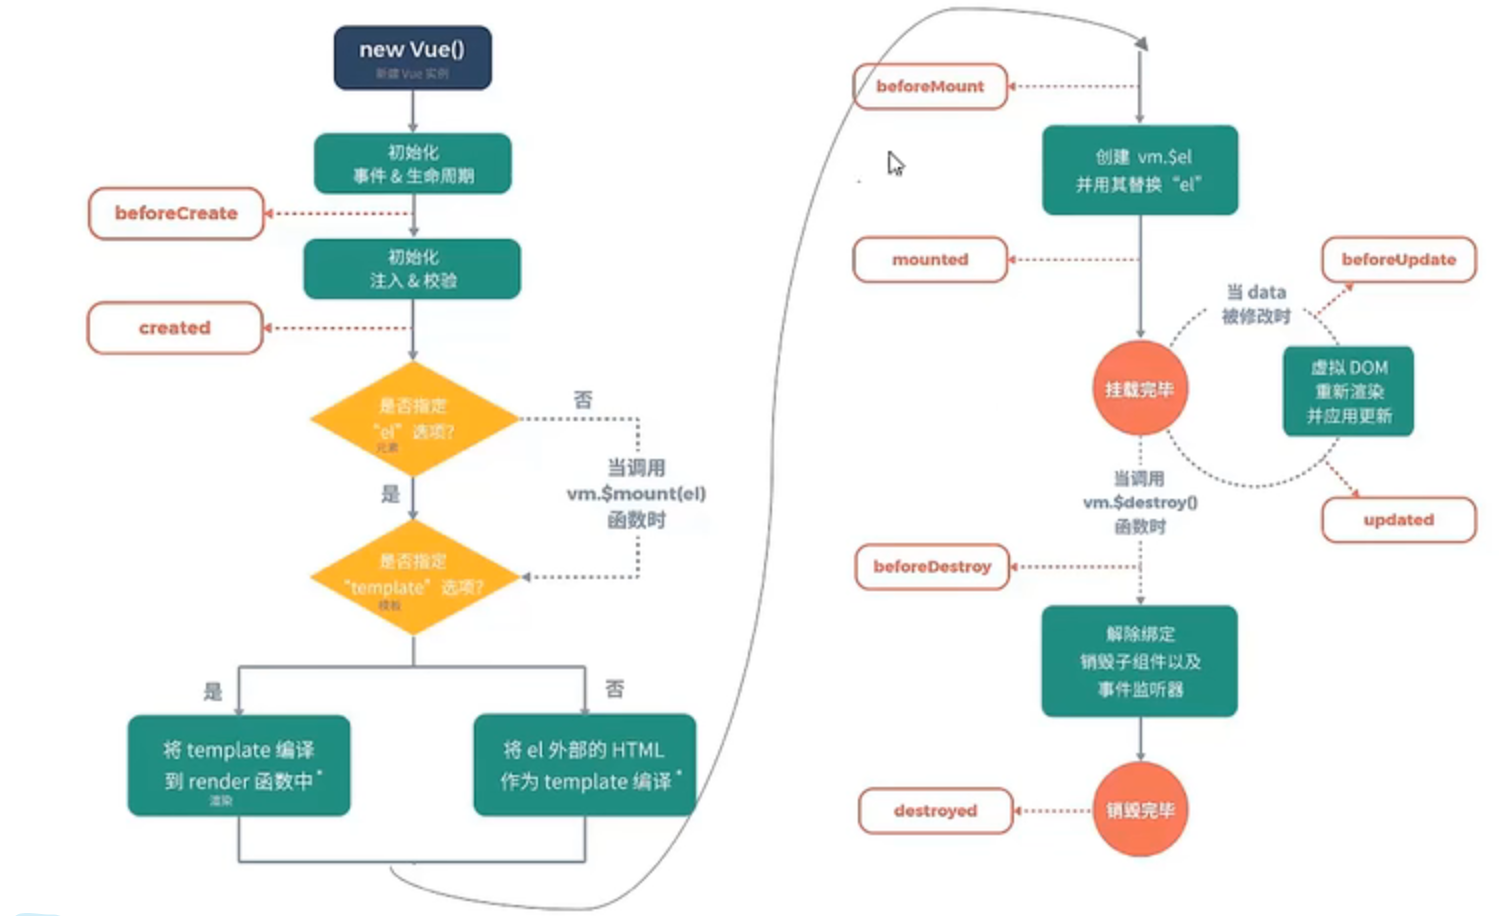 new Vue()
新建 Vue 实例
初始化
事件 & 生命周期
beforeCreate
初始化
注入 & 校验
created
是否指定
“el”选项?
元素
否
是
当调用
vm.$mount(el)
函数时
是否指定
“template”选项?
模板
是
否
将 template 编译
到 render 函数中*
渲染
将 el 外部的 HTML
作为 template 编译*
beforeMount
创建 vm.$el
并用其替换“el”
mounted
beforeUpdate
当 data
被修改时
挂载完毕
虚拟 DOM
重新渲染
并应用更新
updated
当调用
vm.$destroy()
函数时
beforeDestroy
解除绑定
销毁子组件以及
事件监听器
销毁完毕
destroyed